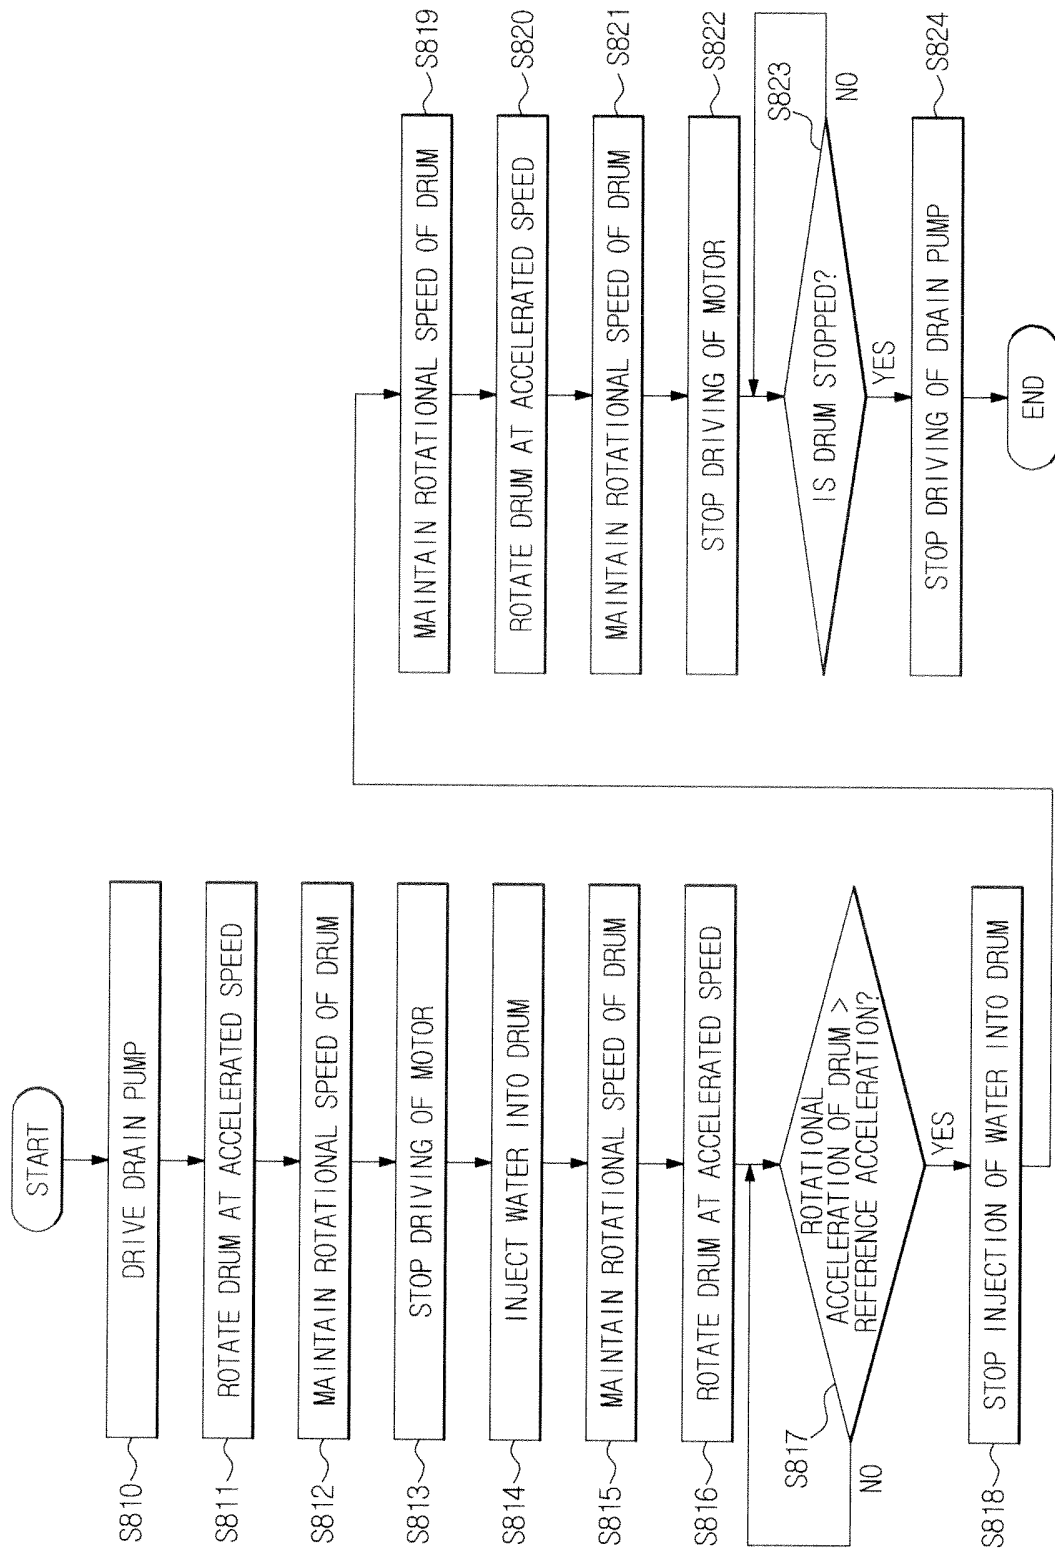 START
S810
DRIVE DRAIN PUMP
S811
ROTATE DRUM AT ACCELERATED SPEED
S812
MAINTAIN ROTATIONAL SPEED OF DRUM
S813
STOP DRIVING OF MOTOR
S814
INJECT WATER INTO DRUM
S815
MAINTAIN ROTATIONAL SPEED OF DRUM
S816
ROTATE DRUM AT ACCELERATED SPEED
S817
ROTATIONAL
ACCELERATION OF DRUM >
REFERENCE ACCELERATION?
NO
YES
S818
STOP INJECTION OF WATER INTO DRUM
MAINTAIN ROTATIONAL SPEED OF DRUM
S819
ROTATE DRUM AT ACCELERATED SPEED
S820
MAINTAIN ROTATIONAL SPEED OF DRUM
S821
STOP DRIVING OF MOTOR
S822
S823
IS DRUM STOPPED?
NO
YES
STOP DRIVING OF DRAIN PUMP
S824
END